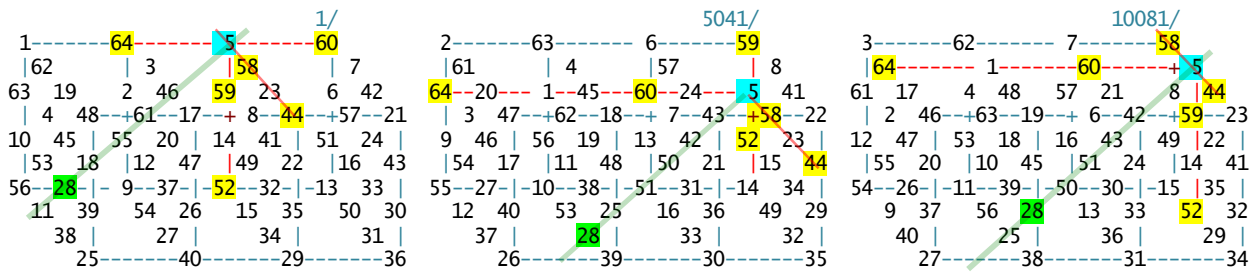 1/
1 64 5 60
62 3 58 7
63 19 2 46 59 23 6 42
4 48 + 61 17 + 8 44 + 57 21
10 45 55 20 14 41 51 24
53 18 12 47 49 22 16 43
56 28 9 37 52 32 13 33
11 39 54 26 15 35 50 30
38 27 34 31
25 40 29 36
5041/
2 63 6 59
61 4 57 8
64 20 1 45 60 24 5 41
3 47 + 62 18 + 7 43 + 58 22
9 46 56 19 13 42 52 23
54 17 11 48 50 21 15 44
55 27 10 38 51 31 14 34
12 40 53 25 16 36 49 29
37 28 33 32
26 39 30 35
10081/
3 62 7 58
64 1 60 + 5
61 17 4 48 57 21 8 44
2 46 + 63 19 + 6 42 + 59 23
12 47 53 18 16 43 49 22
55 20 10 45 51 24 14 41
54 26 11 39 50 30 15 35
9 37 56 28 13 33 52 32
40 25 36 29
27 38 31 34